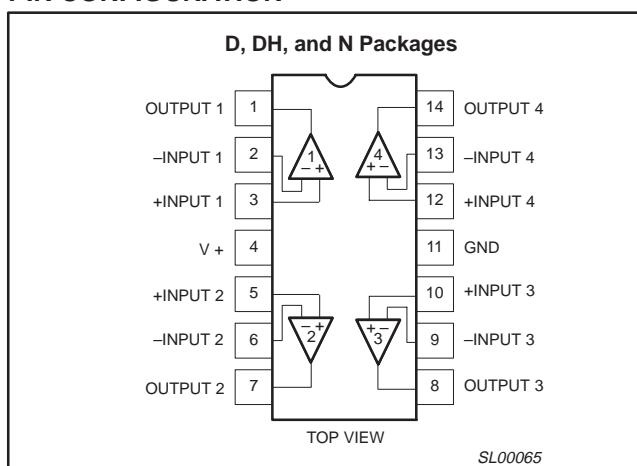 D, DH, and N Packages
OUTPUT 1 1 14 OUTPUT 4
–INPUT 1 2 1 4 13 –INPUT 4
– + + –
+INPUT 1 3 12 +INPUT 4
V + 4 11 GND
+INPUT 2 5 10 +INPUT 3
– + + –
–INPUT 2 6 2 3 9 –INPUT 3
OUTPUT 2 7 8 OUTPUT 3
TOP VIEW
SL00065